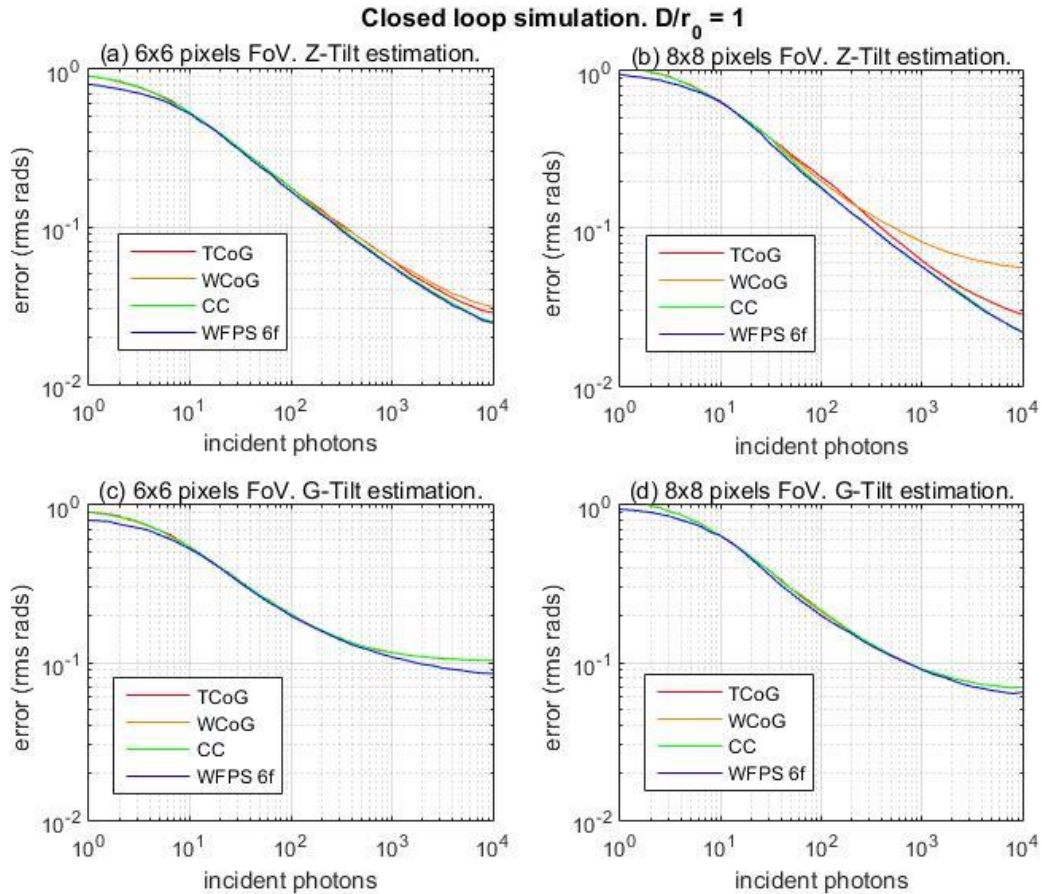 Closed loop simulation. D/r0 = 1
(a) 6x6 pixels FoV. Z-Tilt estimation.
error (rms rads)
10^0
10^-1
10^-2
TCoG
WCoG
CC
WFPS 6f
10^0 10^1 10^2 10^3 10^4
incident photons
(b) 8x8 pixels FoV. Z-Tilt estimation.
error (rms rads)
10^0
10^-1
10^-2
TCoG
WCoG
CC
WFPS 6f
10^0 10^1 10^2 10^3 10^4
incident photons
(c) 6x6 pixels FoV. G-Tilt estimation.
error (rms rads)
10^0
10^-1
10^-2
TCoG
WCoG
CC
WFPS 6f
10^0 10^1 10^2 10^3 10^4
incident photons
(d) 8x8 pixels FoV. G-Tilt estimation.
error (rms rads)
10^0
10^-1
10^-2
TCoG
WCoG
CC
WFPS 6f
10^0 10^1 10^2 10^3 10^4
incident photons